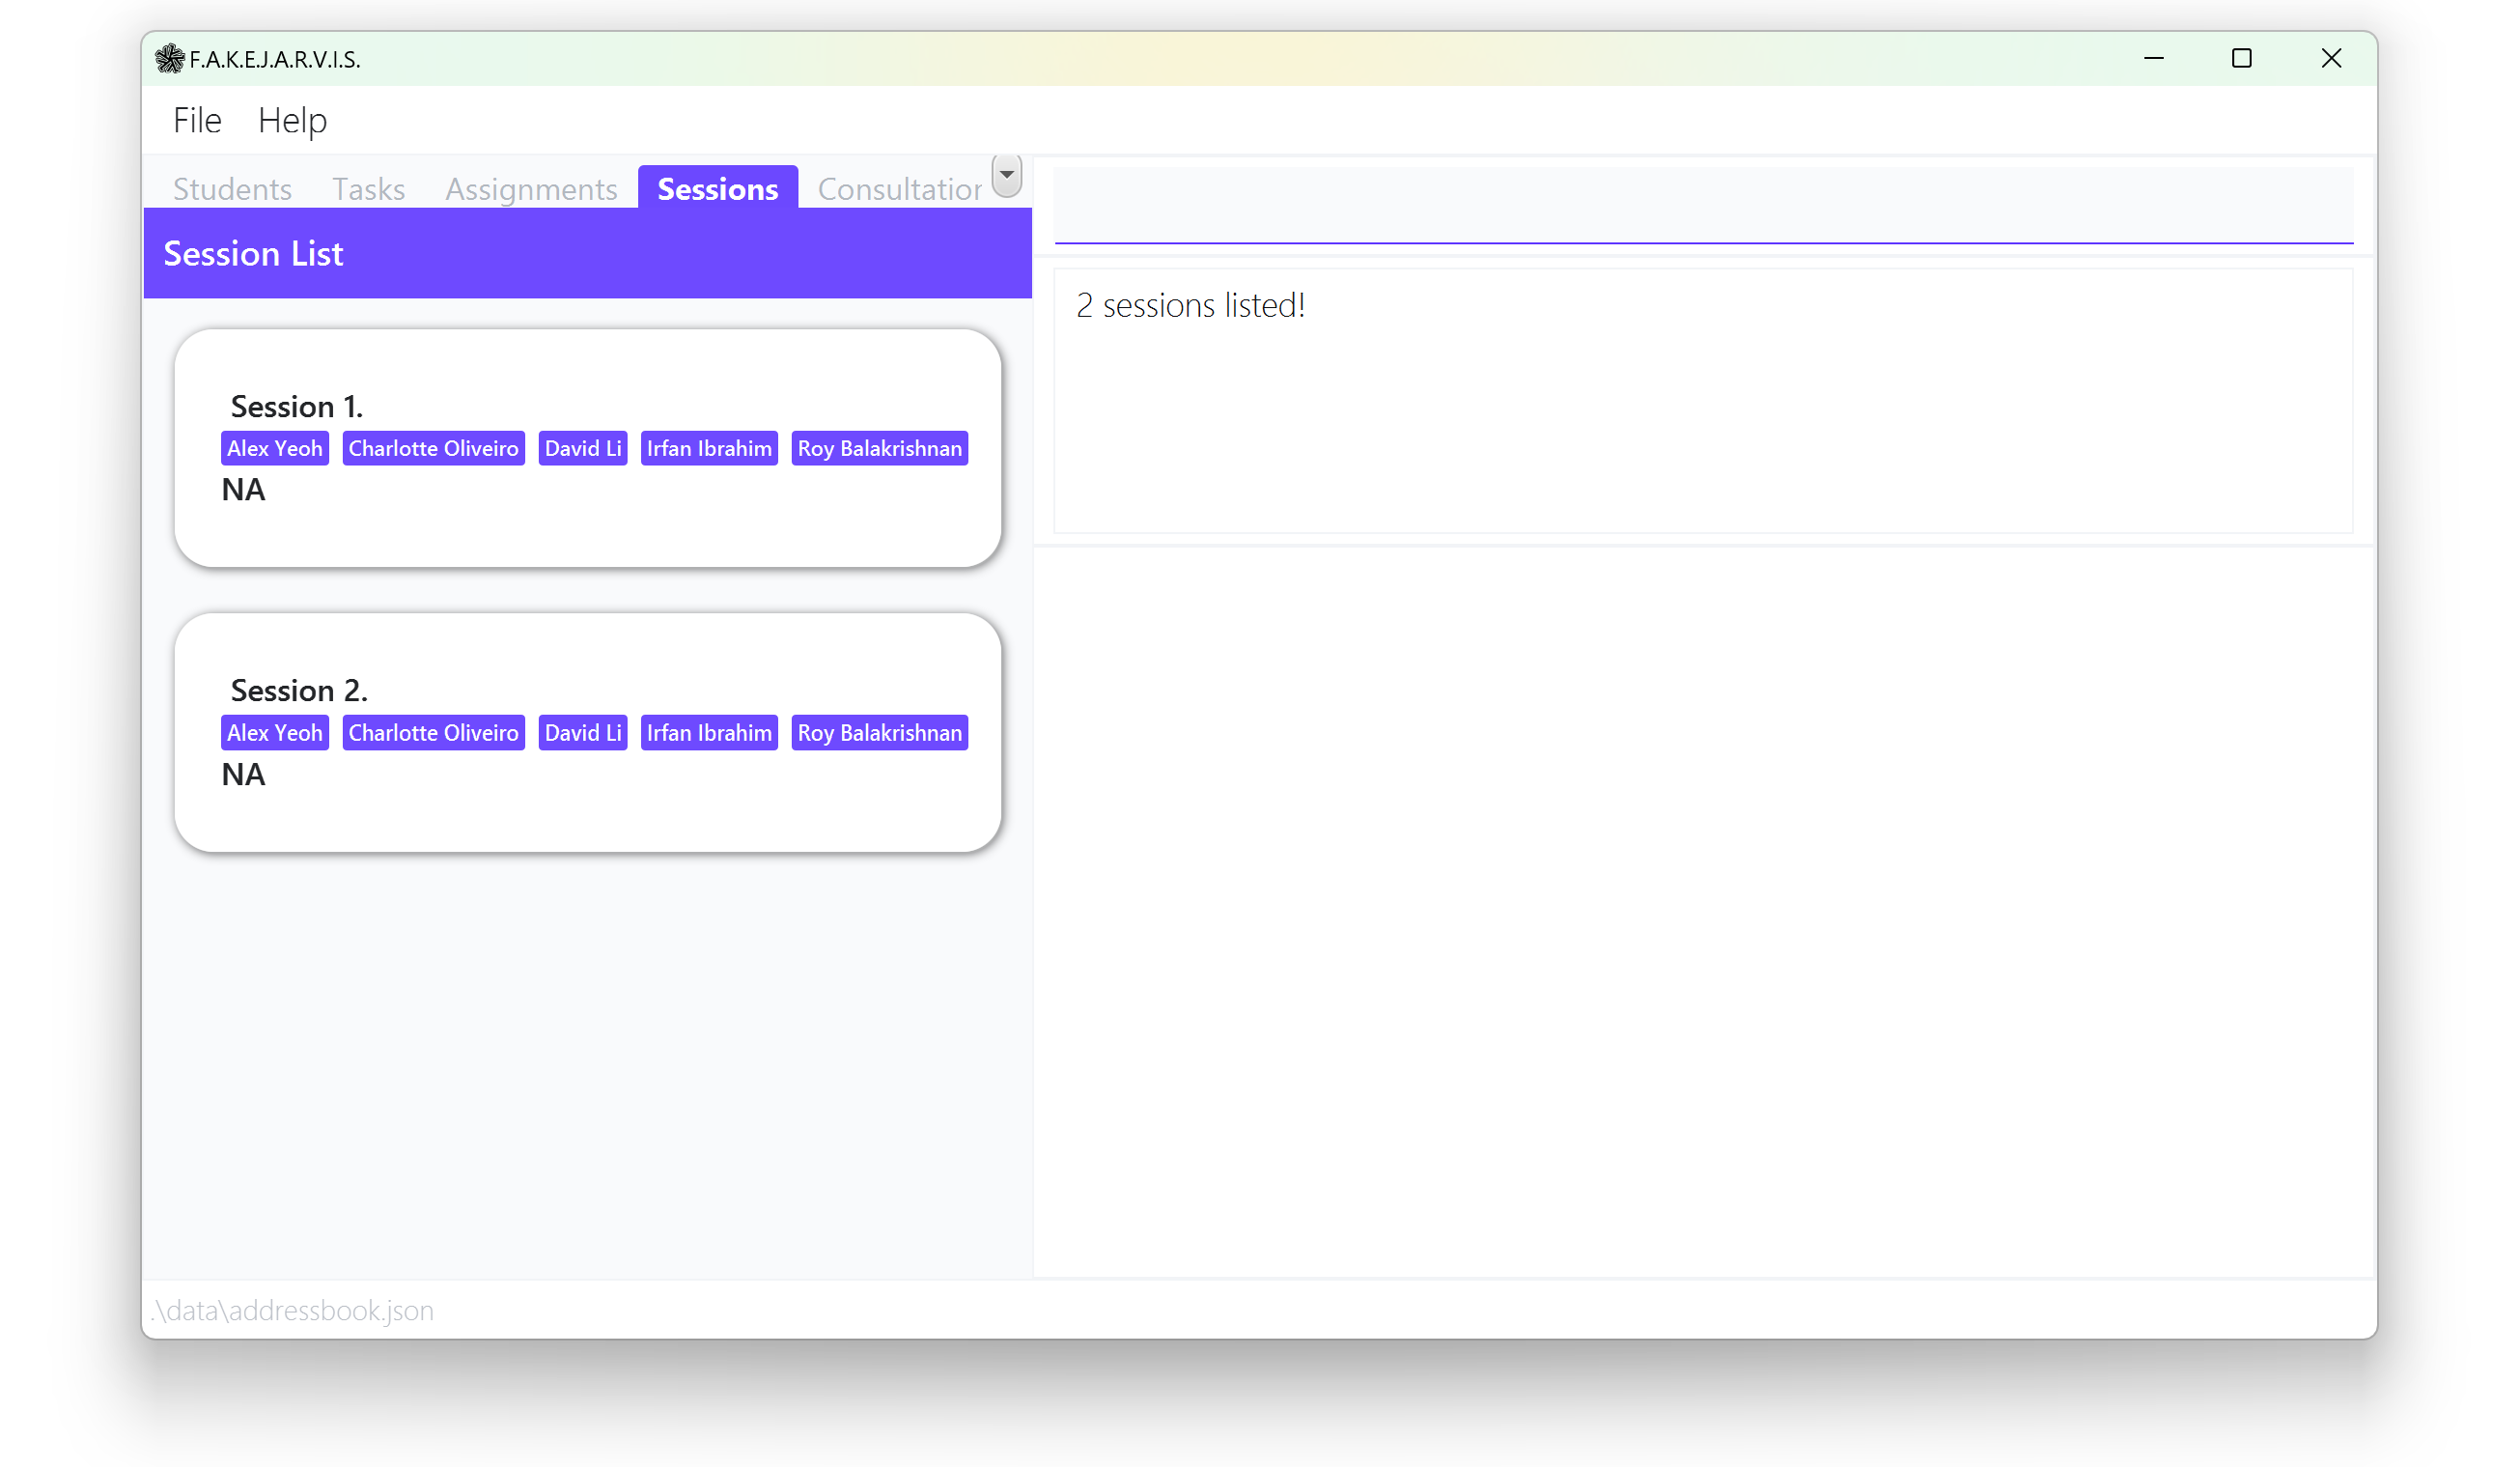 F.A.K.E.J.A.R.V.I.S.
File Help
Students Tasks Assignments Sessions Consultation
Session List
Session 1.
Alex Yeoh Charlotte Oliveiro David Li Irfan Ibrahim Roy Balakrishnan
NA
Session 2.
Alex Yeoh Charlotte Oliveiro David Li Irfan Ibrahim Roy Balakrishnan
NA
2 sessions listed!
.\data\addressbook.json